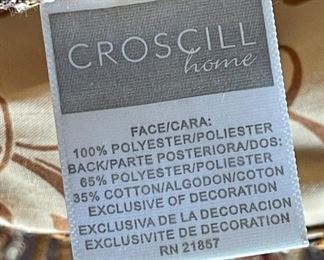 CROSCILL
home
FACE/CARA:
100% POLYESTER/POLIESTER
BACK/PARTE POSTERIORA/DOS:
65% POLYESTER/POLIESTER
35% COTTON/ALGODON/COTON
EXCLUSIVE OF DECORATION
EXCLUSIVA DE LA DECORACION
EXCLUSIVITE DE DECORATION
RN 21857